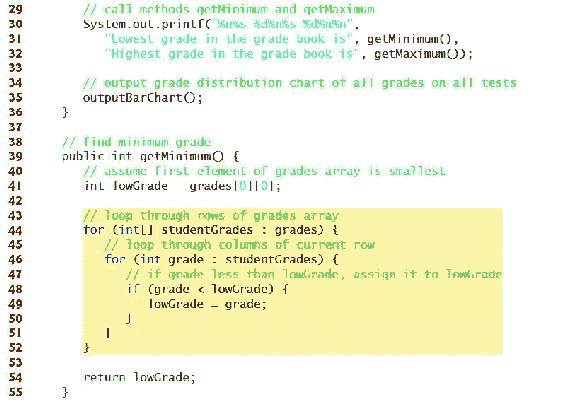 29 // call methods getMinimum and getMaximum
30 System.out.printf("%n%s %d%n%s %d%n%n",
31 "Lowest grade in the grade book is", getMinimum(),
32 "Highest grade in the grade book is", getMaximum());
33
34 // output grade distribution chart of all grades on all tests
35 outputBarChart();
36 }
37
38 // find minimum grade
39 public int getMinimum() {
40 // assume first element of grades array is smallest
41 int lowGrade = grades[0][0];
42
43 // loop through rows of grades array
44 for (int[] studentGrades : grades) {
45 // loop through columns of current row
46 for (int grade : studentGrades) {
47 // if grade less than lowGrade, assign it to lowGrade
48 if (grade < lowGrade) {
49 lowGrade = grade;
50 }
51 }
52 }
53
54 return lowGrade;
55 }